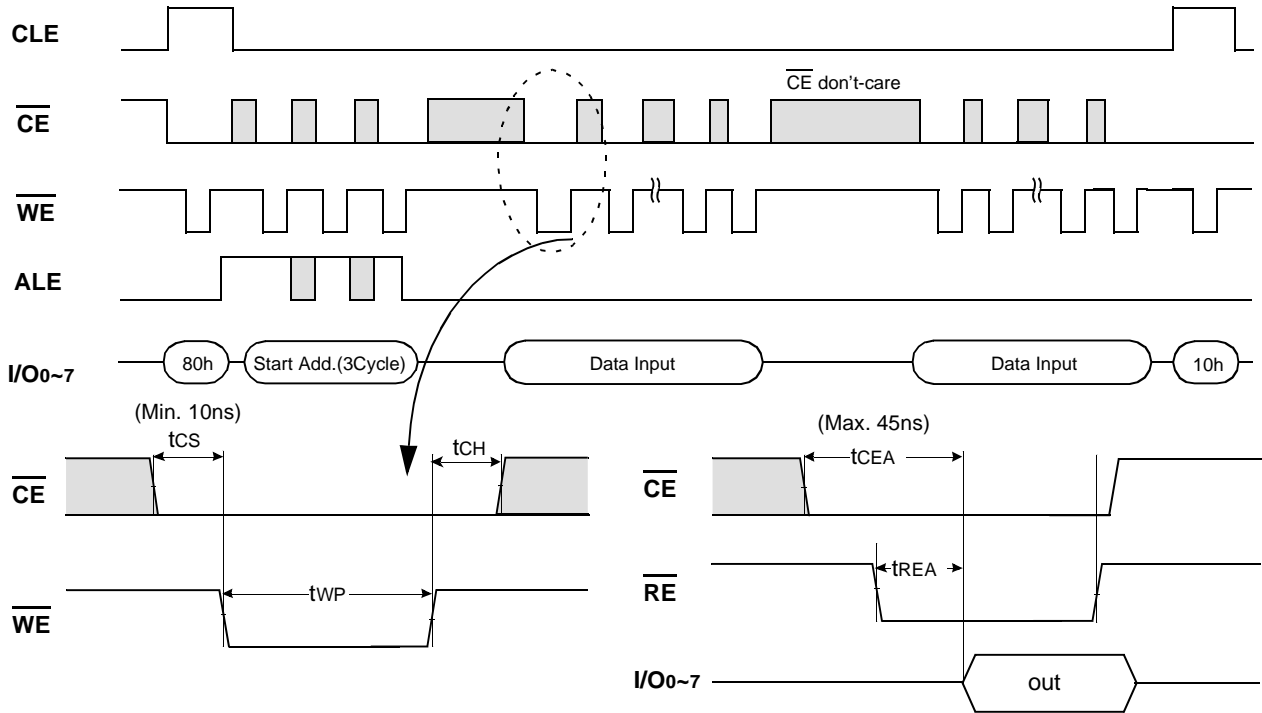 CLE
CE don't-care
CE
WE
ALE
I/O0~7
80h
Start Add.(3Cycle)
Data Input
Data Input
10h
(Min. 10ns)
tCS
tCH
CE
tWP
WE
(Max. 45ns)
tCEA
CE
tREA
RE
I/O0~7
out